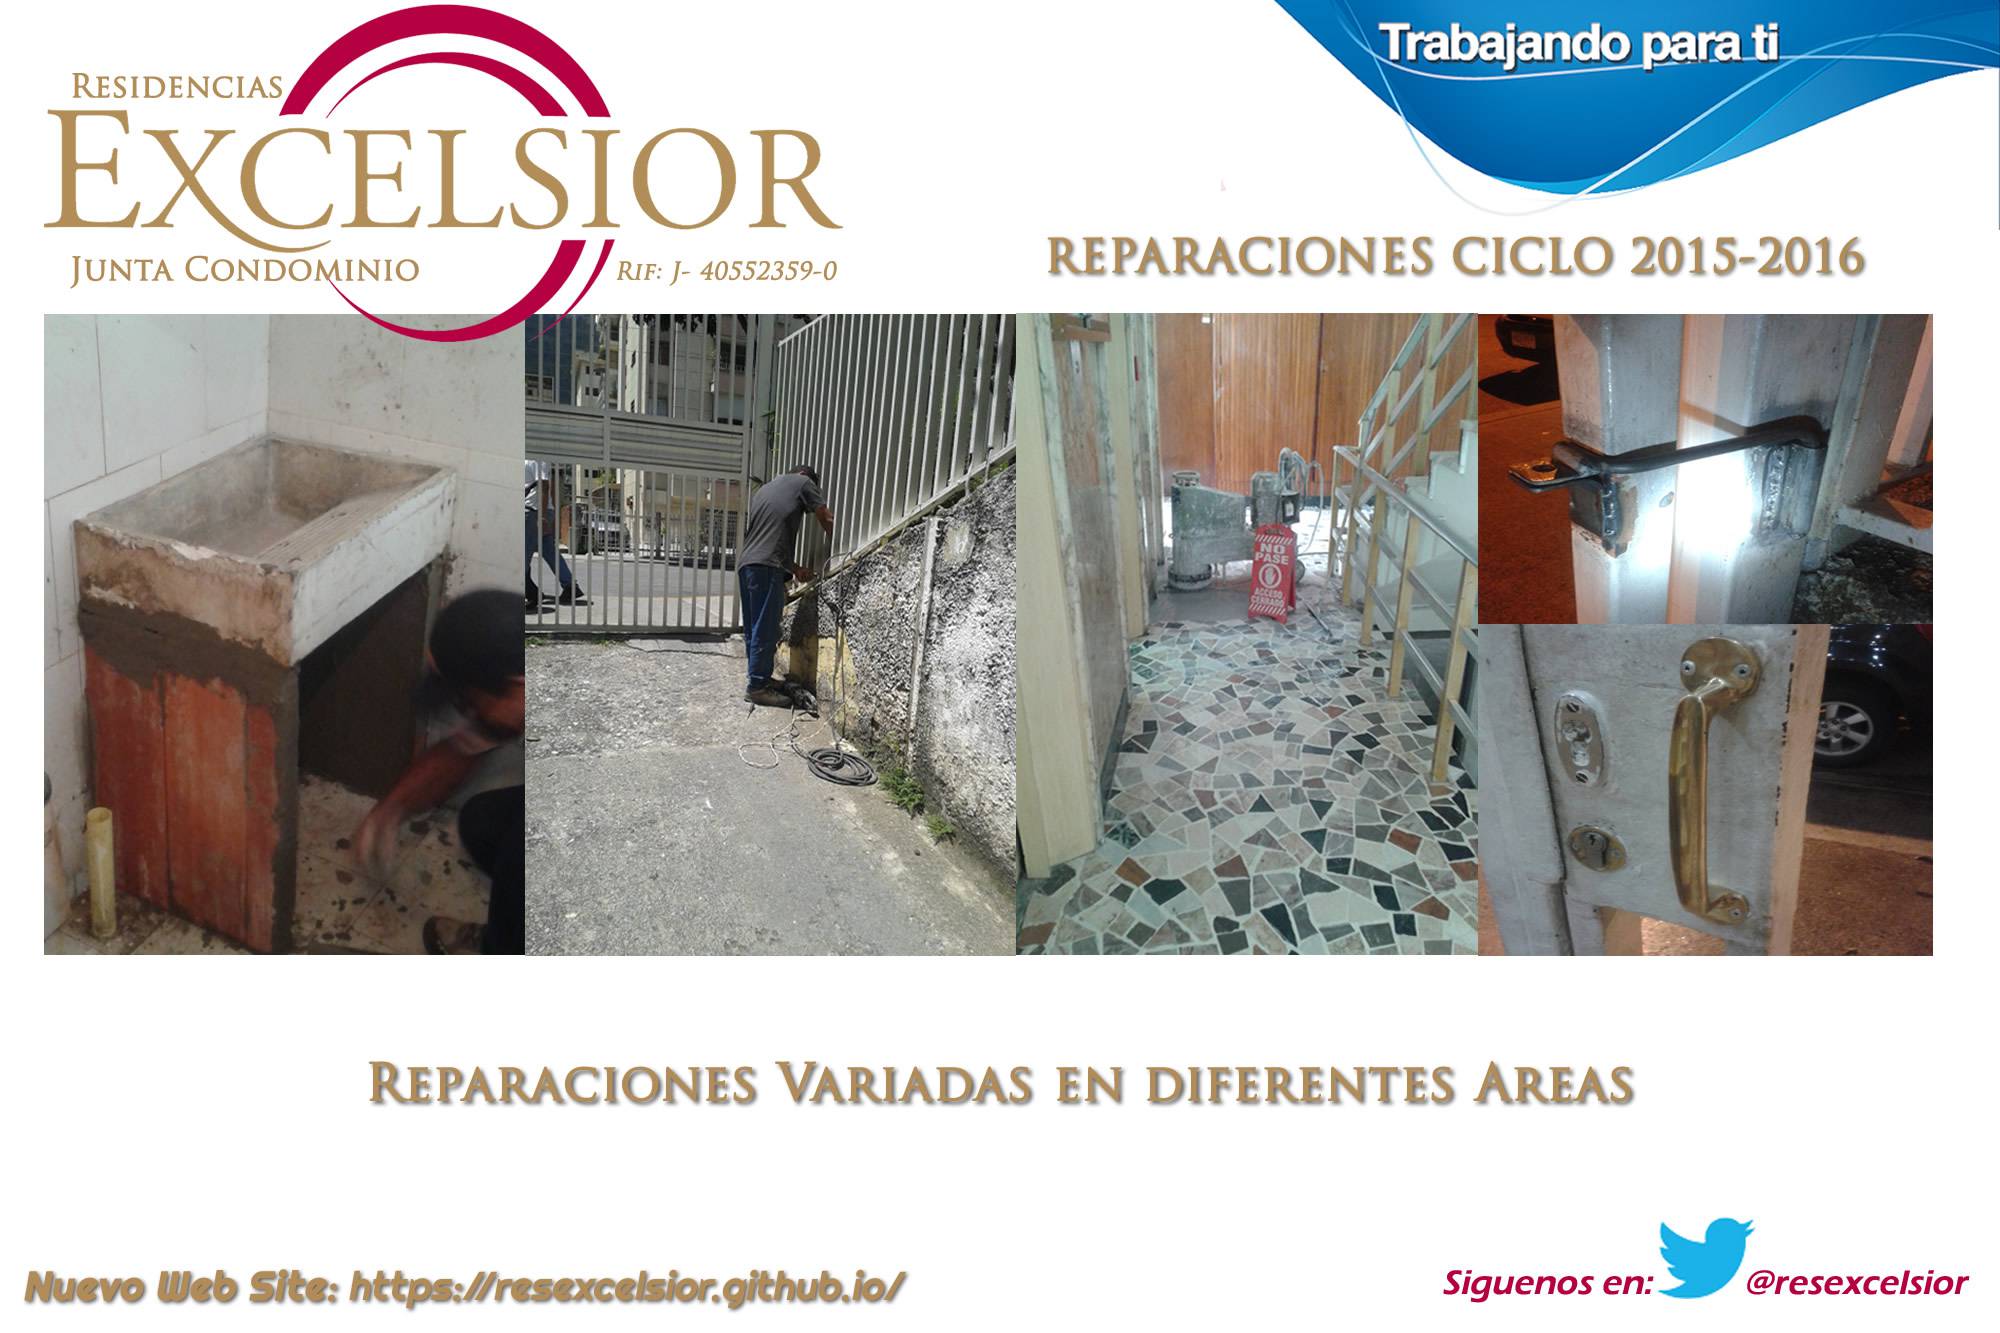 Trabajando para ti
RESIDENCIAS
EXCELSIOR
JUNTA CONDOMINIO
RIF: J- 40552359-0
REPARACIONES CICLO 2015-2016
NO
PASE
ACCESO
CERRADO
REPARACIONES VARIADAS EN DIFERENTES AREAS
Nuevo Web Site: https://resexcelsior.github.io/
Siguenos en: @resexcelsior